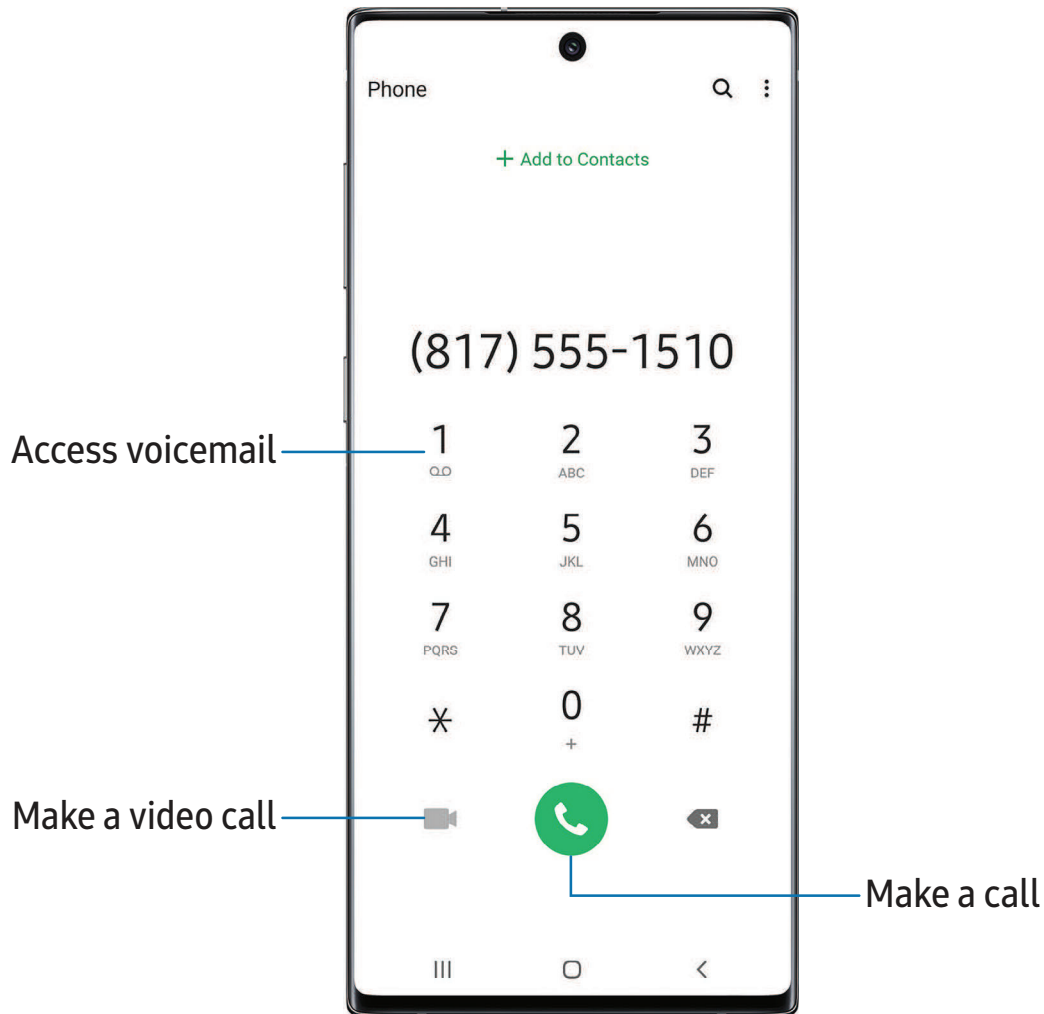 Phone
+ Add to Contacts
(817) 555-1510
Access voicemail
1 2 3
ABC DEF
4 5 6
GHI JKL MNO
7 8 9
PQRS TUV WXYZ
* 0 #
+
Make a video call
Make a call